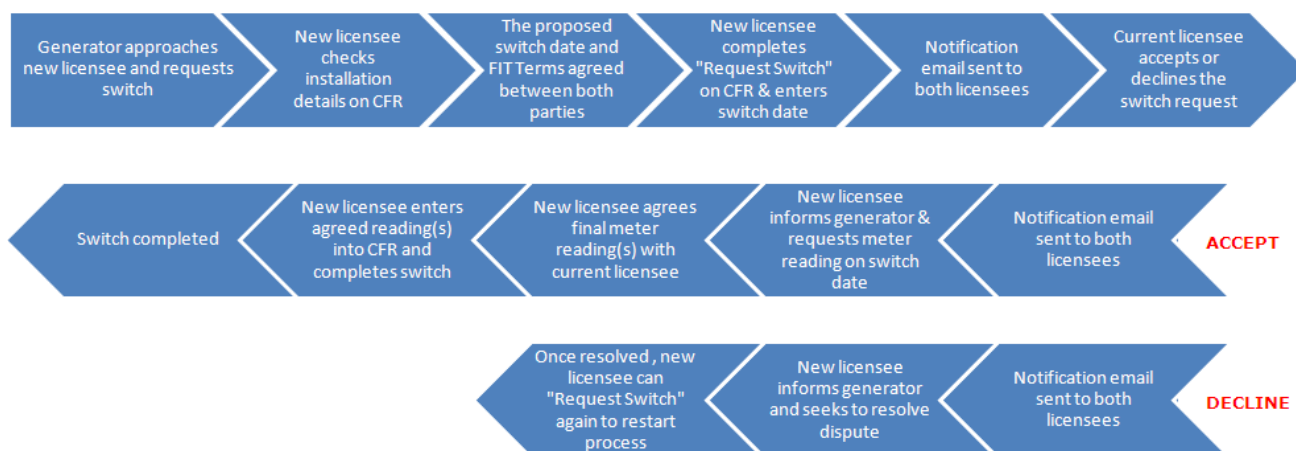 Generator approaches
new licensee and requests
switch
New licensee
checks
installation
details on CFR
The proposed
switch date and
FIT Terms agreed
between both
parties
New licensee
completes
"Request Switch"
on CFR & enters
switch date
Notification
email sent to
both licensees
Current licensee
accepts or
declines the
switch request
ACCEPT
Notification email
sent to both
licensees
New licensee
informs generator &
requests meter
reading on switch
date
New licensee agrees
final meter
reading(s) with
current licensee
New licensee enters
agreed reading(s)
into CFR and
completes switch
Switch completed
DECLINE
Notification email
sent to both
licensees
New licensee
informs generator
and seeks to resolve
dispute
Once resolved , new
licensee can
"Request Switch"
again to restart
process